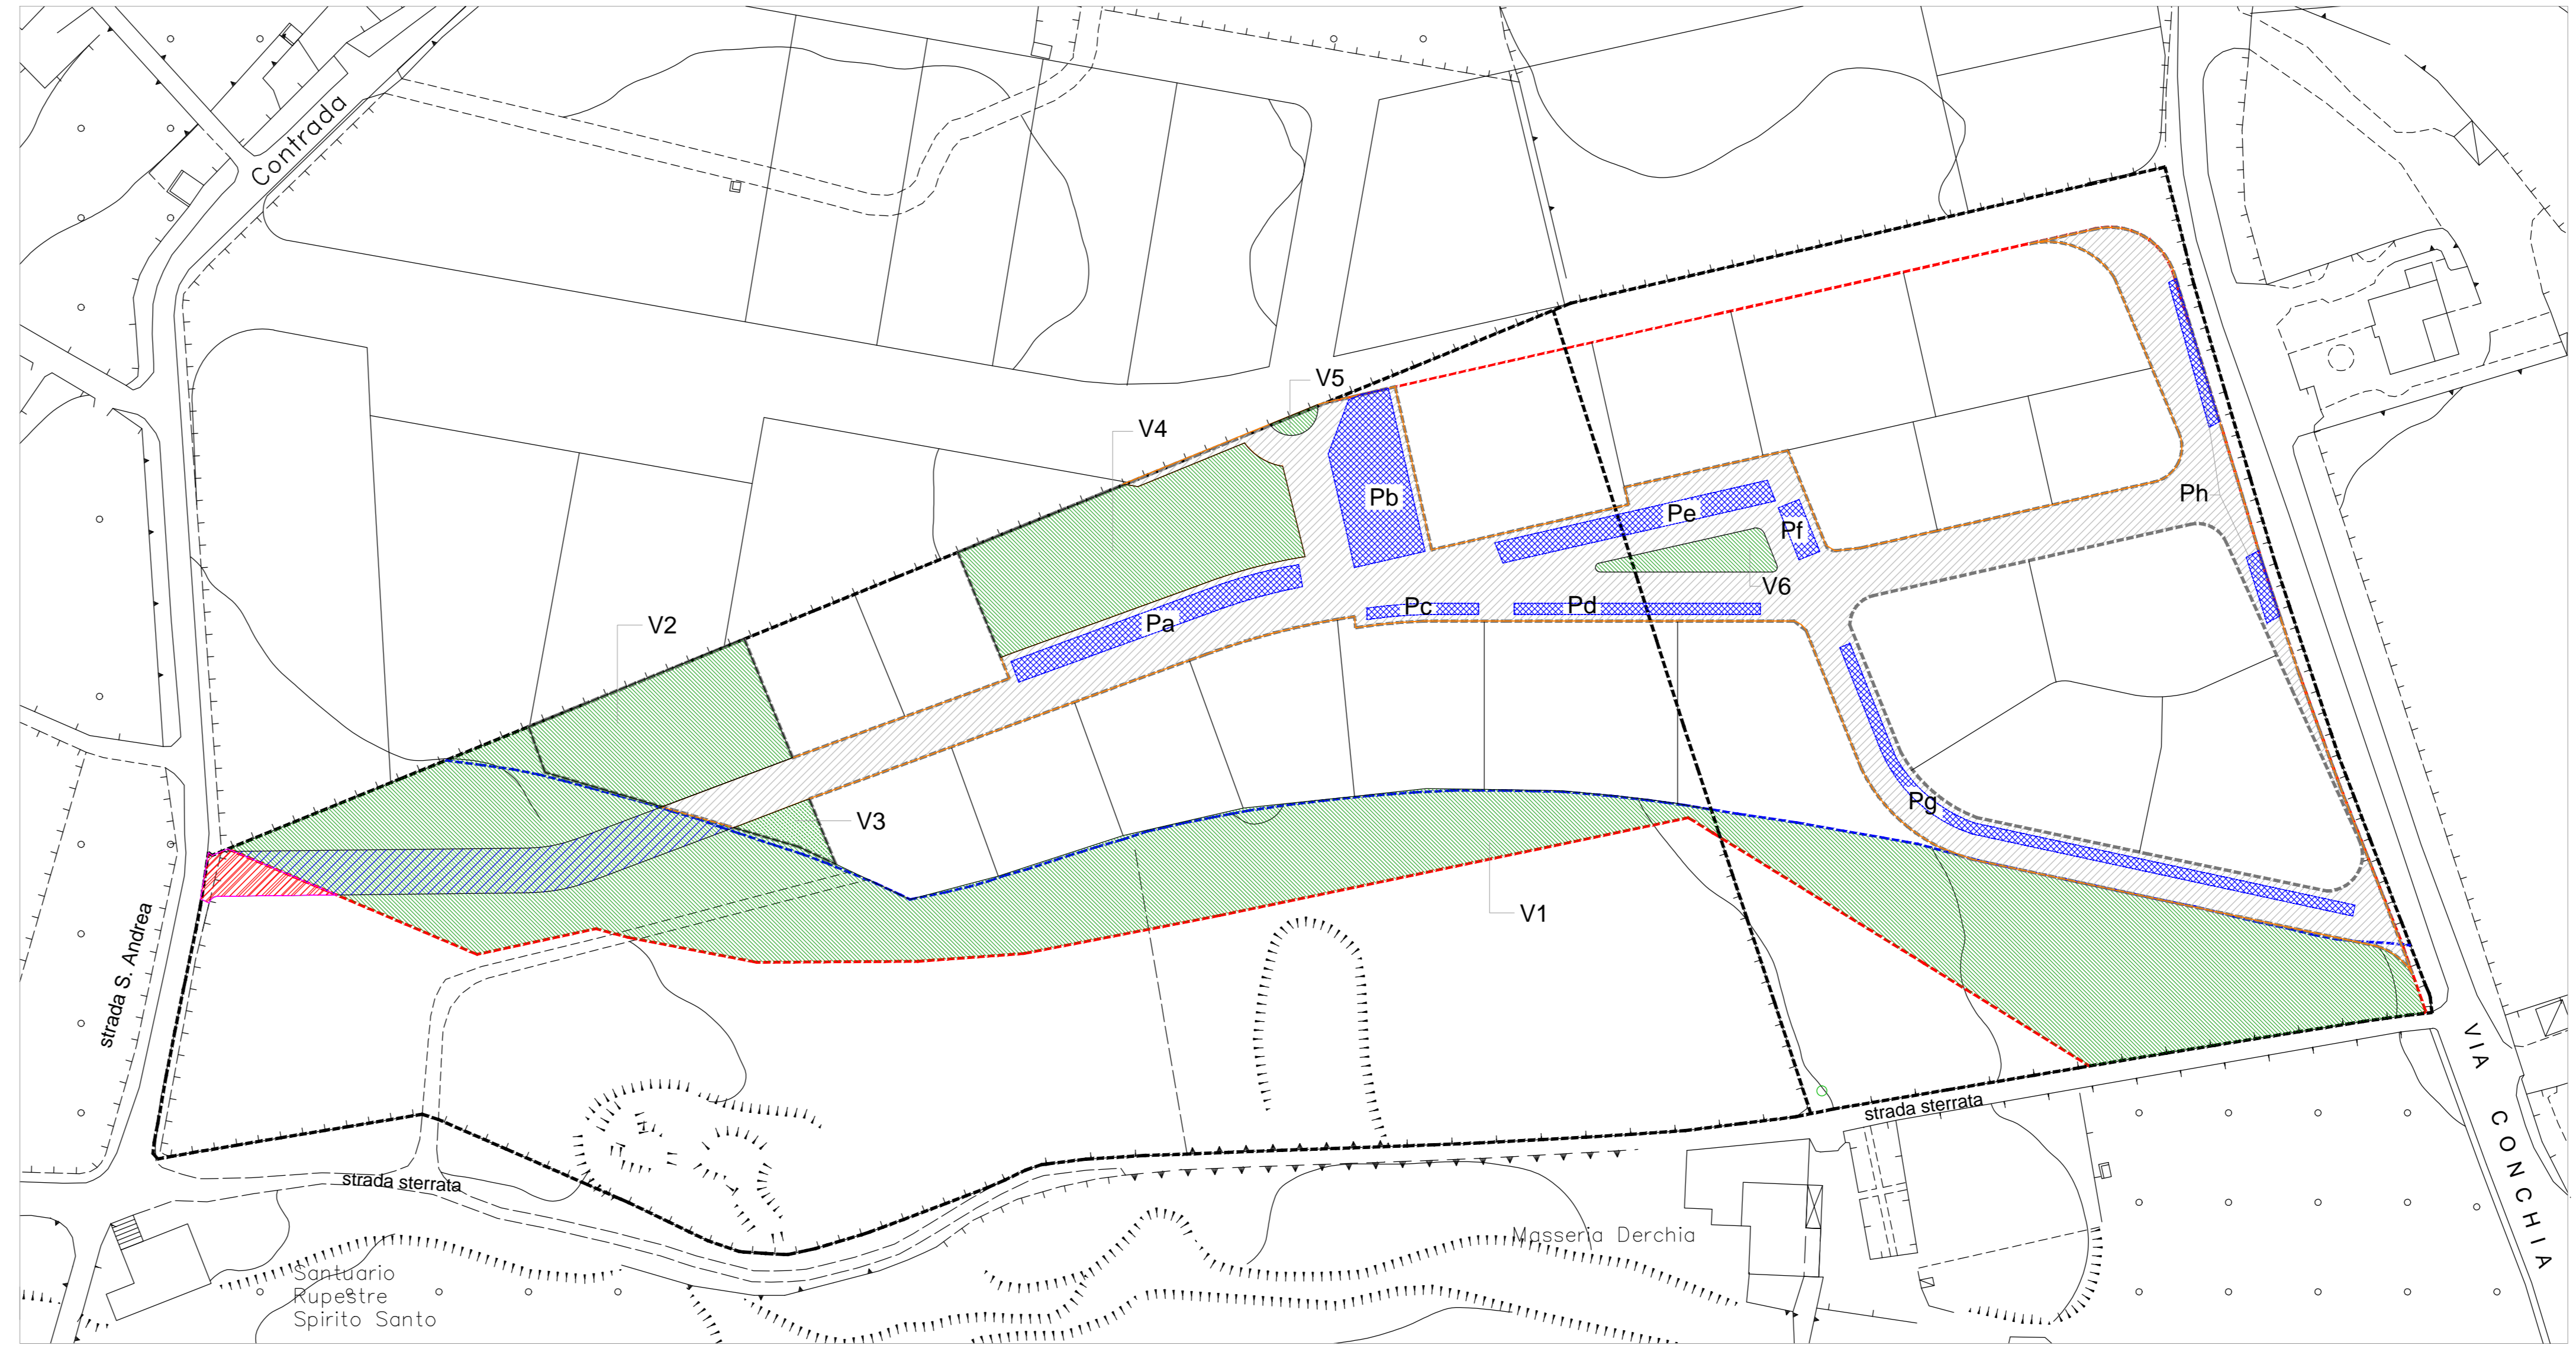 Contrada
V5
V4
Pb
Ph
Pe
Pf
V6
Pc
Pd
Pa
V2
Pg
V3
V1
strada S. Andrea
VIA CONCHIA
strada sterrata
strada sterrata
Masseria Derchia
Santuario
Rupestre
Spirito Santo